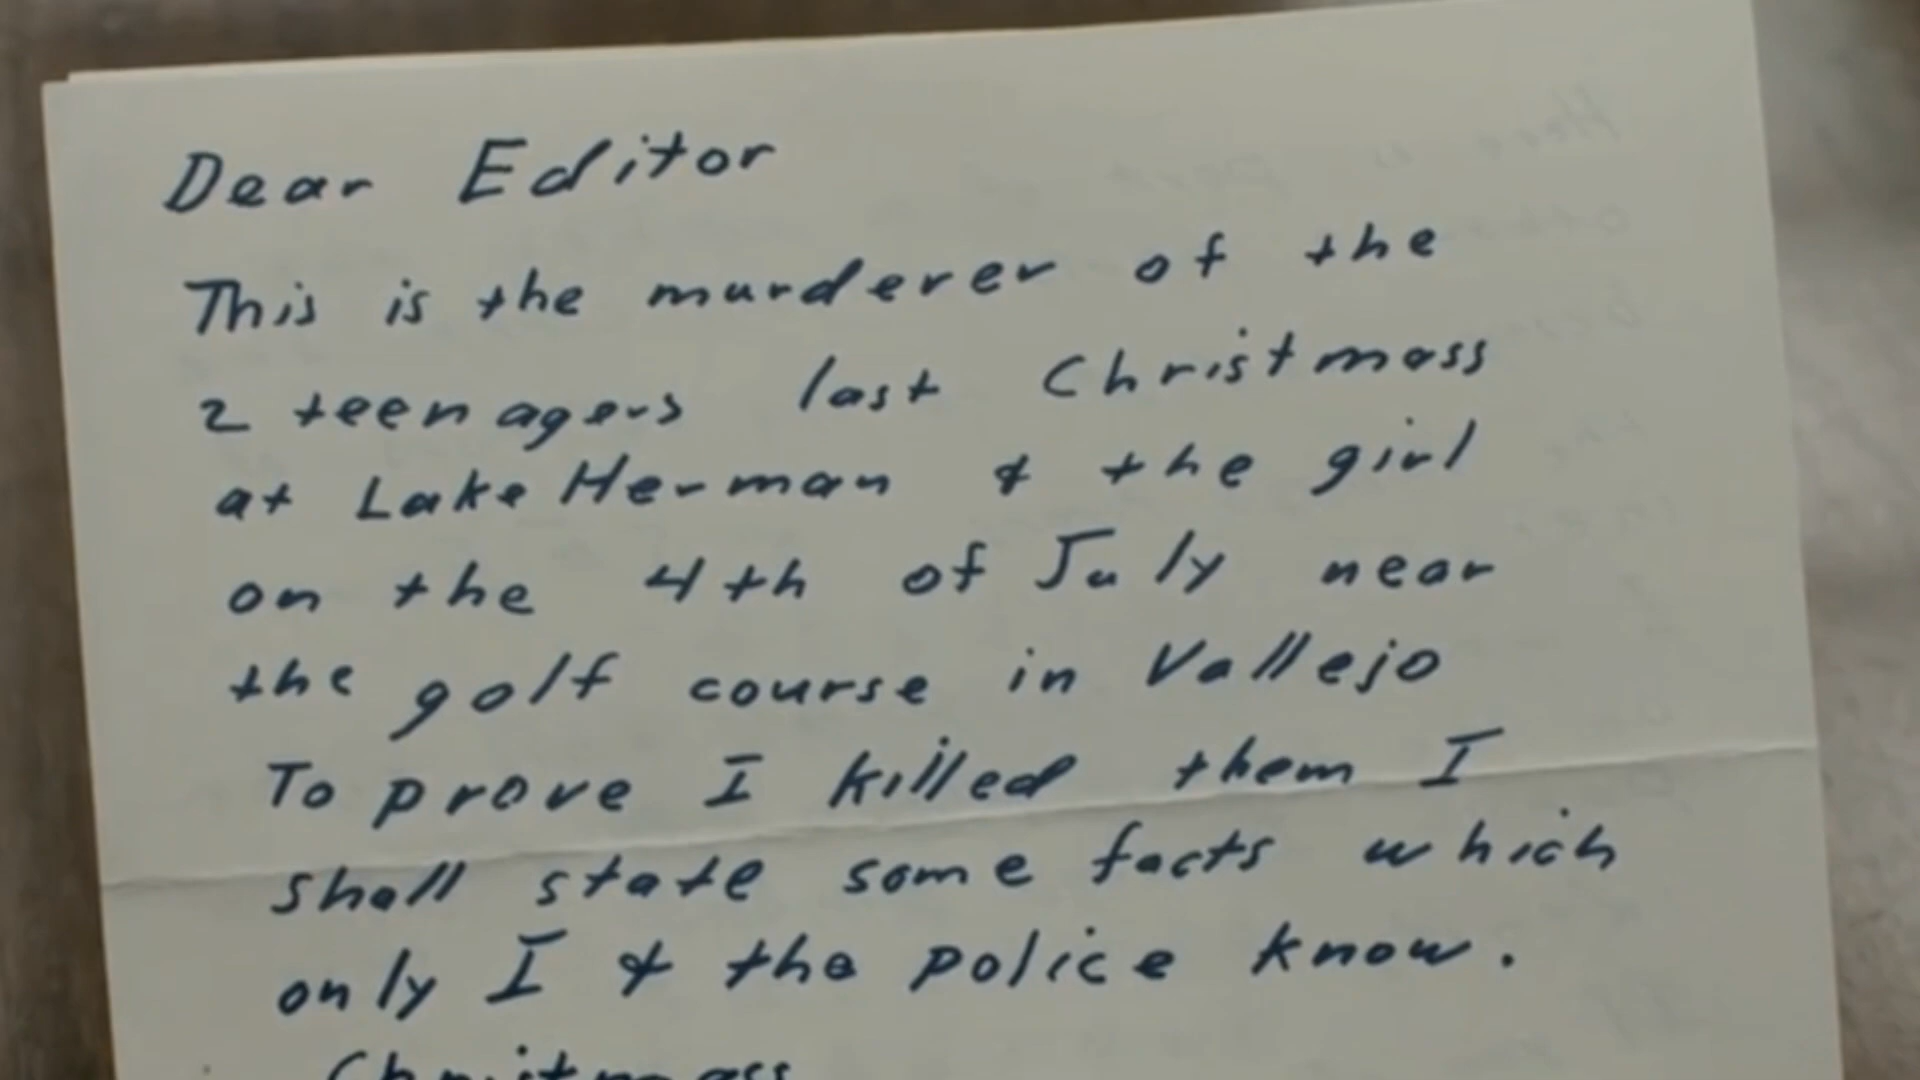 Dear Editor
This is the murderer of the
2 teenagers last Christmass
at Lake Herman & the girl
on the 4th of July near
the golf course in Vallejo
To prove I killed them I
shall state some facts which
only I & the police know.
Christmass